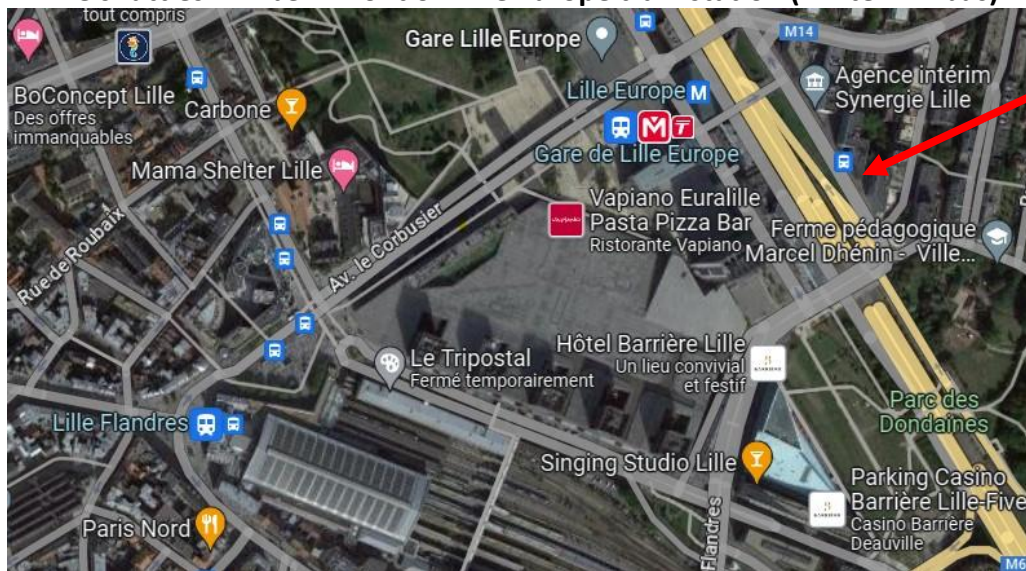 tout compris
M14
Gare Lille Europe
Lille Europe M
Agence intérim
Synergie Lille
BoConcept Lille
Des offres
immanquables
Carbone
M T
Gare de Lille Europe
Mama Shelter Lille
Vapiano Euralille
Pasta Pizza Bar
Ristorante Vapiano
Ferme pédagogique
Marcel Dhénin - Ville...
Rue de Roubaix
Av. le Corbusier
Hôtel Barrière Lille
Un lieu convivial
et festif
Le Tripostal
Fermé temporairement
Parc des
Dondaines
Lille Flandres
Singing Studio Lille
Parking Casino
Barrière Lille-Five
Casino Barrière
Deauville
Paris Nord
Flandres
M6